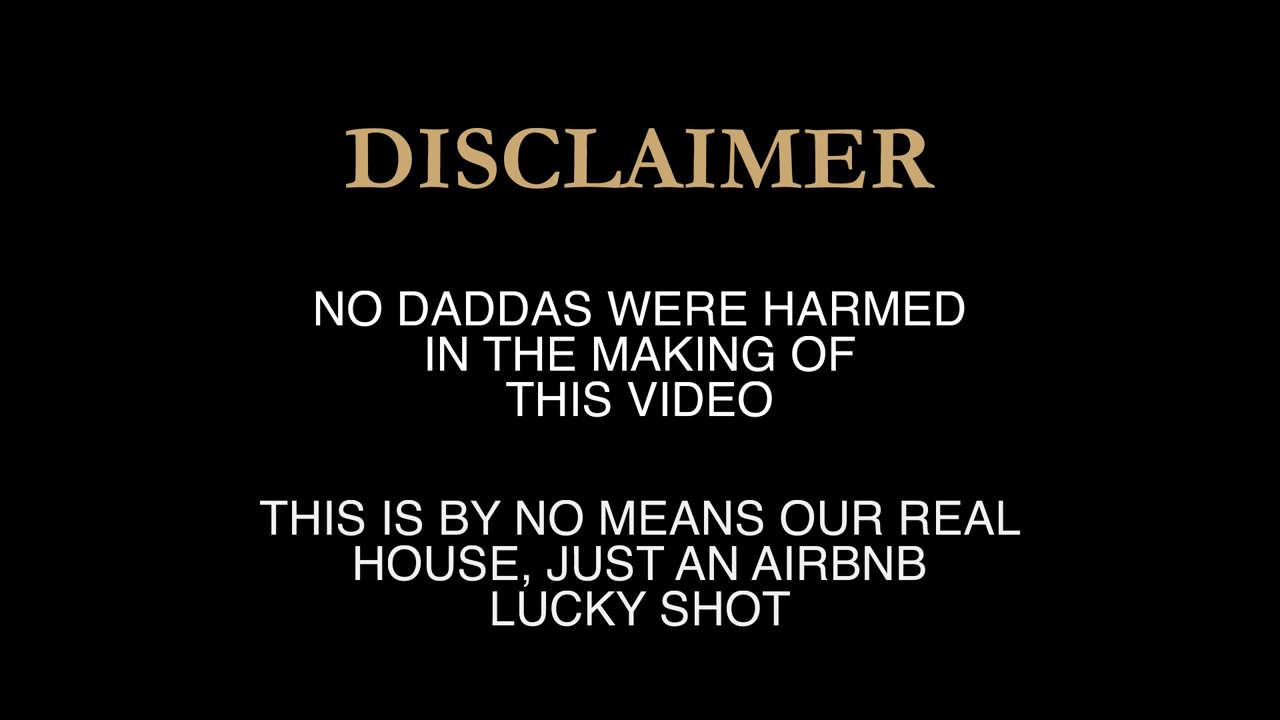 DISCLAIMER
NO DADDAS WERE HARMED
IN THE MAKING OF
THIS VIDEO
THIS IS BY NO MEANS OUR REAL
HOUSE, JUST AN AIRBNB
LUCKY SHOT